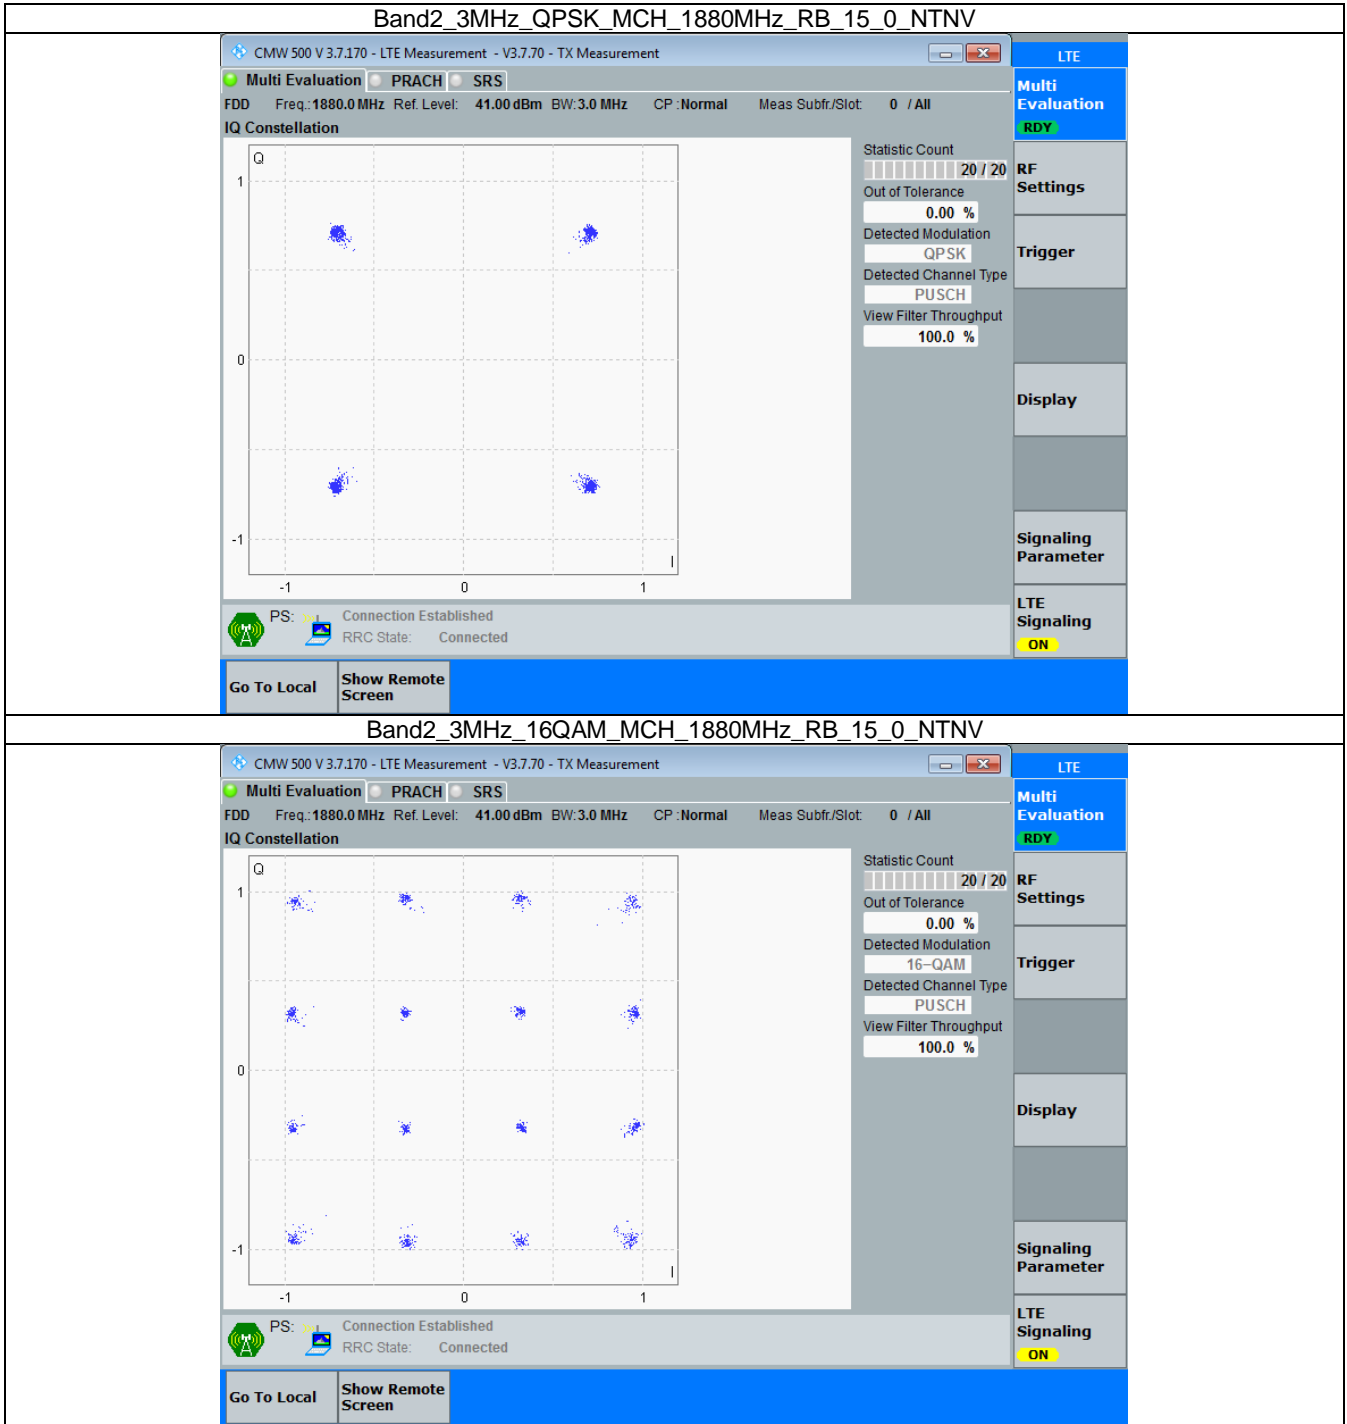 Band2_3MHz_QPSK_MCH_1880MHz_RB_15_0_NTNV
CMW 500 V 3.7.170 - LTE Measurement - V3.7.70 - TX Measurement
LTE
Multi Evaluation PRACH SRS
Multi
Evaluation
RDY
FDD Freq.: 1880.0 MHz Ref. Level: 41.00 dBm BW: 3.0 MHz CP : Normal Meas Subfr./Slot: 0 / All
IQ Constellation
Q
1
0
-1
-1 0 1
I
Statistic Count
20 / 20
Out of Tolerance
0.00 %
Detected Modulation
QPSK
Detected Channel Type
PUSCH
View Filter Throughput
100.0 %
RF
Settings
Trigger
Display
Signaling
Parameter
LTE
Signaling
ON
PS: Connection Established
RRC State: Connected
Go To Local
Show Remote
Screen
Band2_3MHz_16QAM_MCH_1880MHz_RB_15_0_NTNV
CMW 500 V 3.7.170 - LTE Measurement - V3.7.70 - TX Measurement
LTE
Multi Evaluation PRACH SRS
Multi
Evaluation
RDY
FDD Freq.: 1880.0 MHz Ref. Level: 41.00 dBm BW: 3.0 MHz CP : Normal Meas Subfr./Slot: 0 / All
IQ Constellation
Q
1
0
-1
-1 0 1
I
Statistic Count
20 / 20
Out of Tolerance
0.00 %
Detected Modulation
16-QAM
Detected Channel Type
PUSCH
View Filter Throughput
100.0 %
RF
Settings
Trigger
Display
Signaling
Parameter
LTE
Signaling
ON
PS: Connection Established
RRC State: Connected
Go To Local
Show Remote
Screen